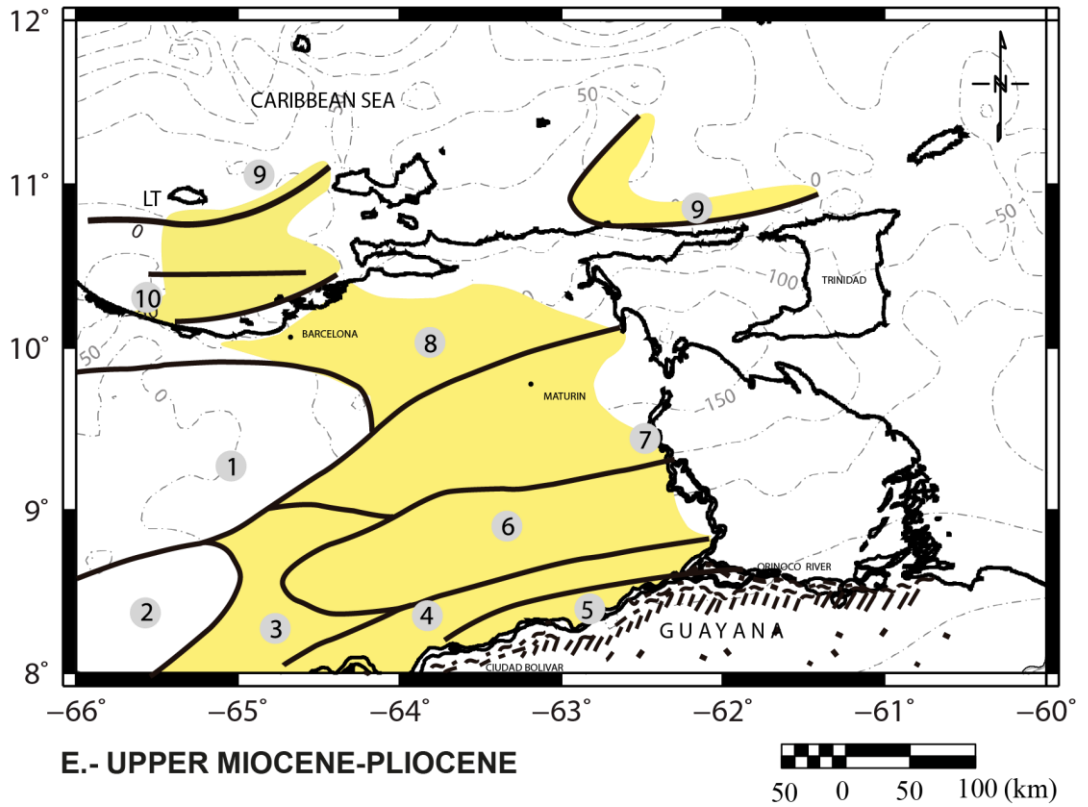 12°
50
CARIBBEAN SEA
50
N
11°
9
LT
0
9
0
-50
10
100
TRINIDAD
10°
BARCELONA
8
50
0
MATURIN
-150
7
1
9°
6
ORINOCO RIVER
2
3
4
5
GUAYANA
8°
CIUDAD BOLIVAR
-66° -65° -64° -63° -62° -61° -60°
E.- UPPER MIOCENE-PLIOCENE
50 0 50 100 (km)